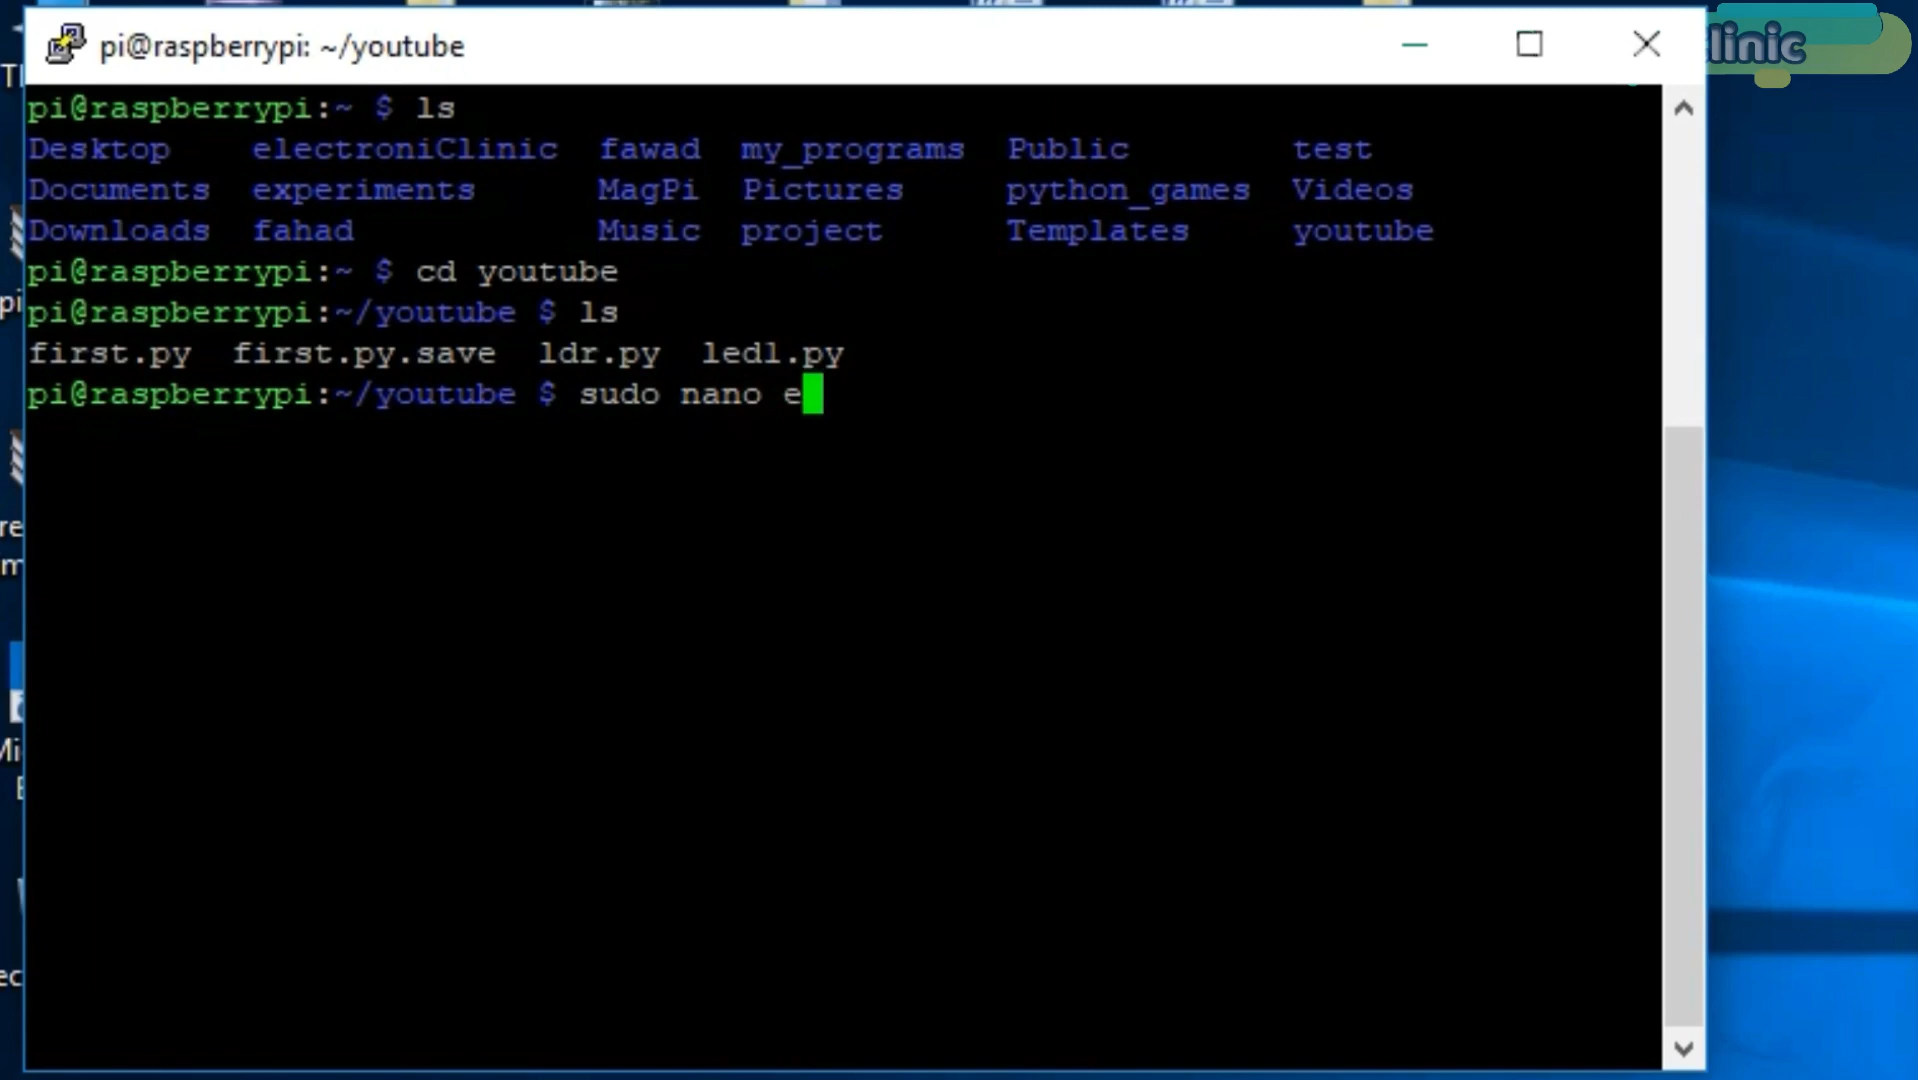 pi@raspberrypi: ~/youtube
linic
pi@raspberrypi:~ $ ls
Desktop electroniClinic fawad my_programs Public test
Documents experiments MagPi Pictures python_games Videos
Downloads fahad Music project Templates youtube
pi@raspberrypi:~ $ cd youtube
pi@raspberrypi:~/youtube $ ls
first.py first.py.save ldr.py ledl.py
pi@raspberrypi:~/youtube $ sudo nano e